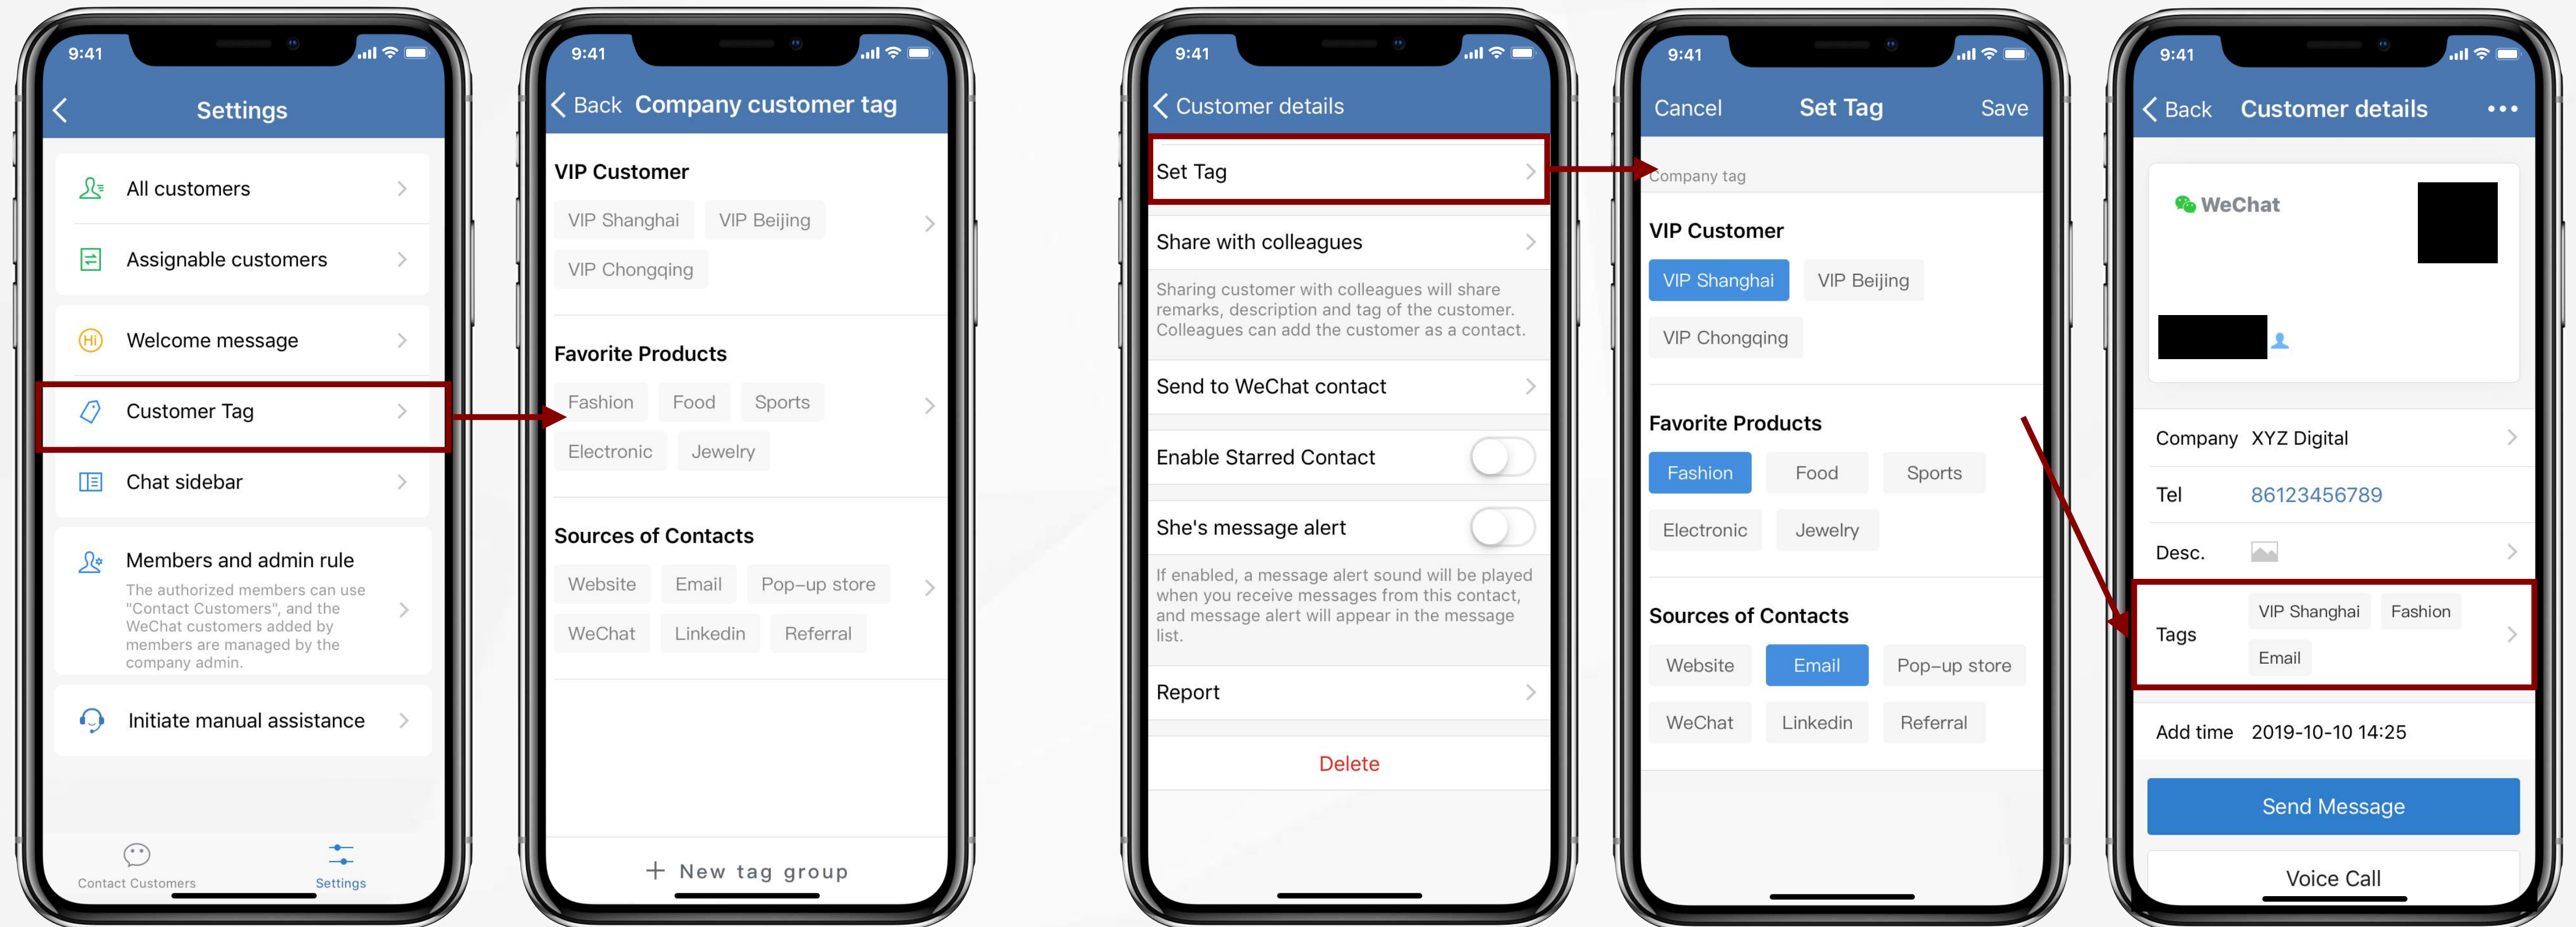 9:41
Settings
All customers
Assignable customers
Hi
Welcome message
Customer Tag
Chat sidebar
Members and admin rule
The authorized members can use
"Contact Customers", and the
WeChat customers added by
members are managed by the
company admin.
Initiate manual assistance
Contact Customers
Settings
9:41
Back Company customer tag
VIP Customer
VIP Shanghai VIP Beijing
VIP Chongqing
Favorite Products
Fashion Food Sports
Electronic Jewelry
Sources of Contacts
Website Email Pop-up store
WeChat Linkedin Referral
+ New tag group
9:41
Customer details
Set Tag
Share with colleagues
Sharing customer with colleagues will share
remarks, description and tag of the customer.
Colleagues can add the customer as a contact.
Send to WeChat contact
Enable Starred Contact
She's message alert
If enabled, a message alert sound will be played
when you receive messages from this contact,
and message alert will appear in the message
list.
Report
Delete
9:41
Cancel Set Tag Save
Company tag
VIP Customer
VIP Shanghai VIP Beijing
VIP Chongqing
Favorite Products
Fashion Food Sports
Electronic Jewelry
Sources of Contacts
Website Email Pop-up store
WeChat Linkedin Referral
9:41
Back Customer details
WeChat
Company XYZ Digital
Tel 86123456789
Desc.
Tags VIP Shanghai Fashion
Email
Add time 2019-10-10 14:25
Send Message
Voice Call